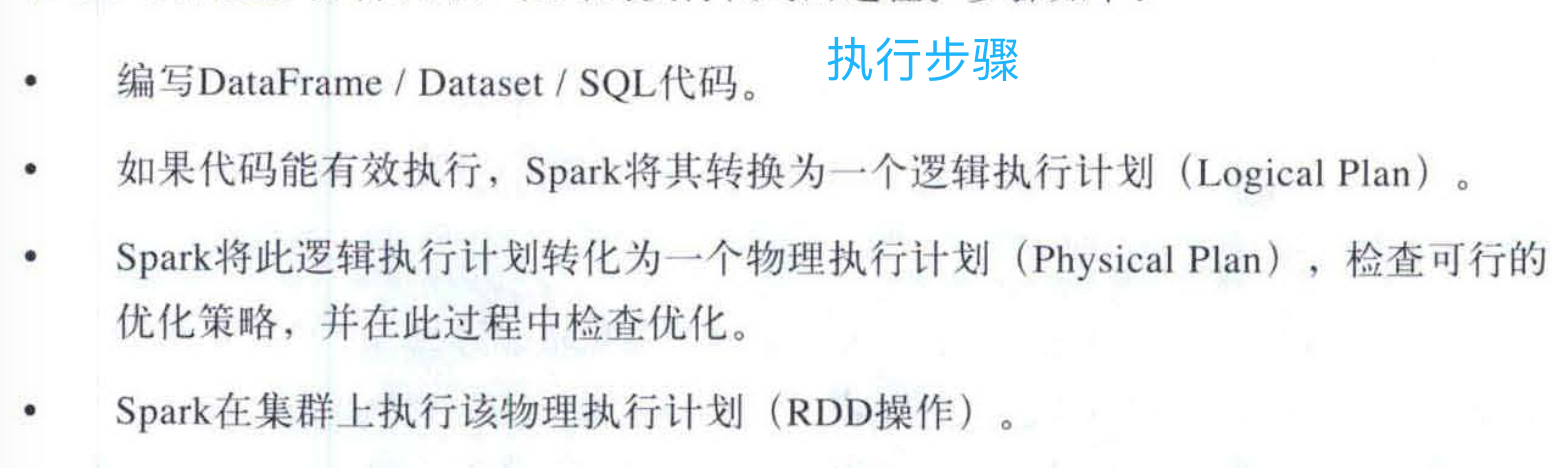 执行步骤
• 编写DataFrame / Dataset / SQL代码。
• 如果代码能有效执行，Spark将其转换为一个逻辑执行计划（Logical Plan）。
• Spark将此逻辑执行计划转化为一个物理执行计划（Physical Plan），检查可行的
优化策略，并在此过程中检查优化。
• Spark在集群上执行该物理执行计划（RDD操作）。